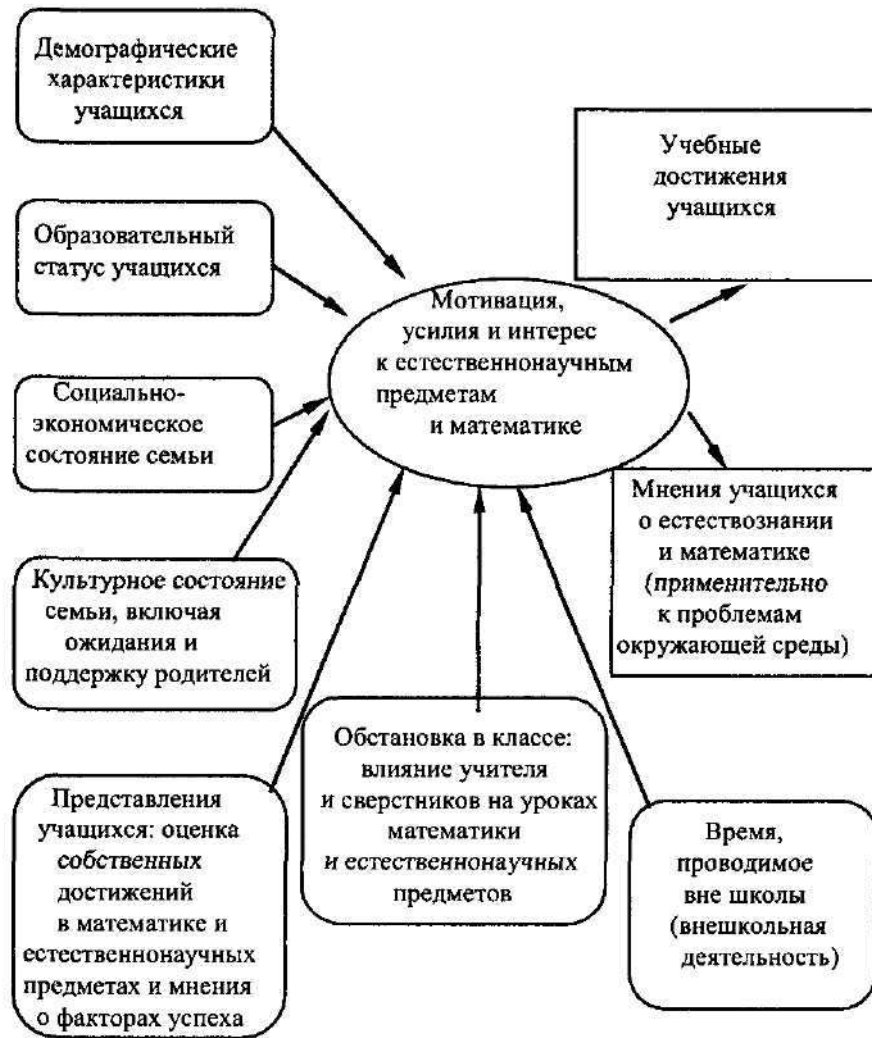 Демографические
характеристики
учащихся
Учебные
достижения
учащихся
Образовательный
статус учащихся
Мотивация,
усилия и интерес
к естественнонаучным
предметам
и математике
Социально-
экономическое
состояние семьи
Мнения учащихся
о естествознании
и математике
(применительно
к проблемам
окружающей среды)
Культурное состояние
семьи, включая
ожидания и
поддержку родителей
Представления
учащихся: оценка
собственных
достижений
в математике и
естественнонаучных
предметах и мнения
о факторах успеха
Обстановка в классе:
влияние учителя
и сверстников на уроках
математики
и естественнонаучных
предметов
Время,
проводимое
вне школы
(внешкольная
деятельность)